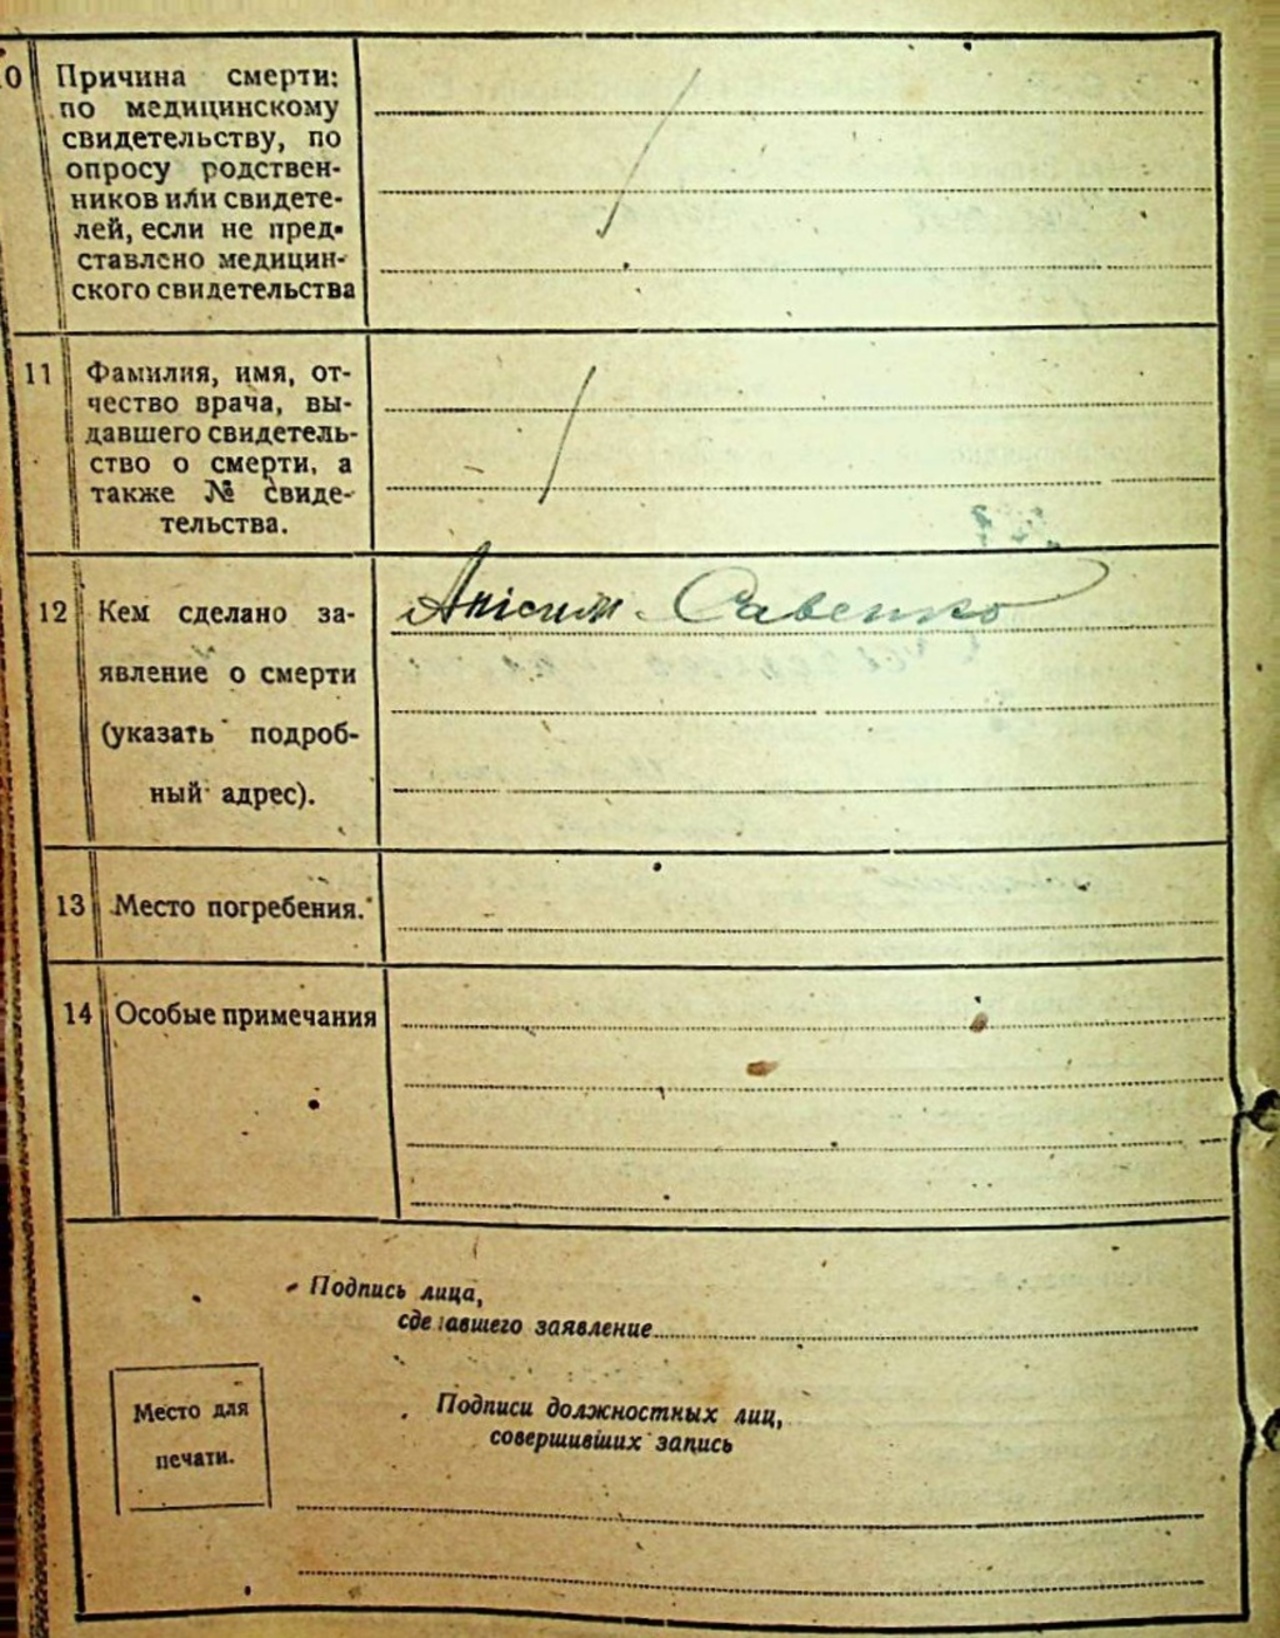 0 Причина смерти:
по медицинскому
свидетельству, по
опросу родствен-
ников или свидете-
лей, если не пред-
ставлено медицин-
ского свидетельства
11 Фамилия, имя, от-
чество врача, вы-
давшего свидетель-
ство о смерти, а
также № свиде-
тельства.
12 Кем сделано за- Анісим Савенко
явление о смерти
(указать подроб-
ный адрес).
13 Место погребения.
14 Особые примечания
Подпись лица,
сде авшего заявление
Место для
печати.
Подписи должностных лиц,
совершивших запись